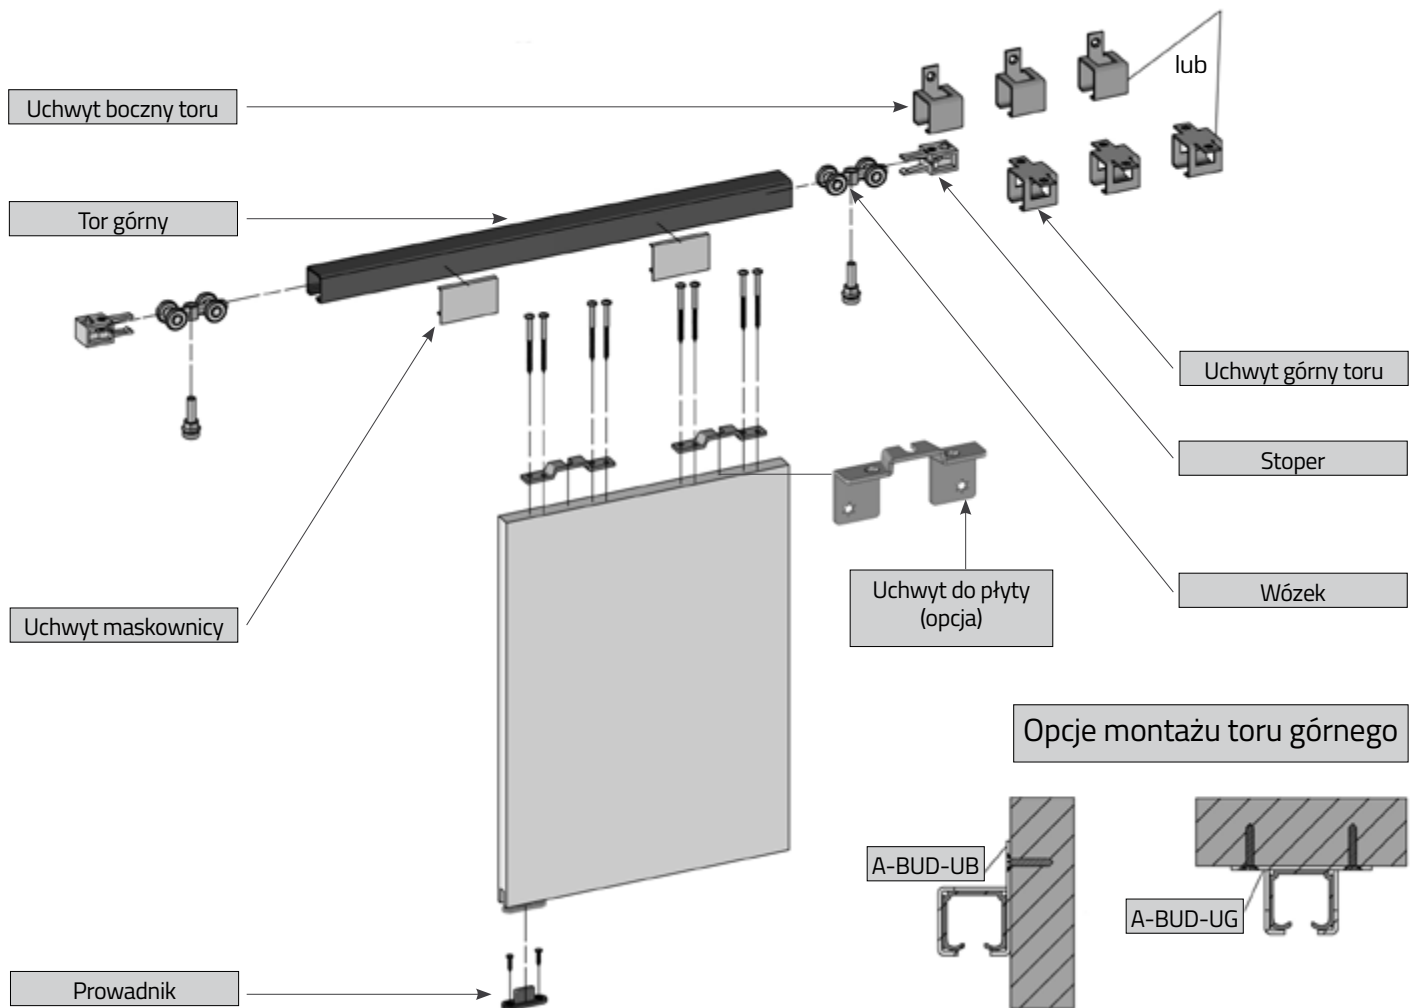 lub
Uchwyt boczny toru
Tor górny
Uchwyt górny toru
Stoper
Uchwyt do płyty
(opcja)
Wózek
Uchwyt maskownicy
Opcje montażu toru górnego
A-BUD-UB
A-BUD-UG
Prowadnik